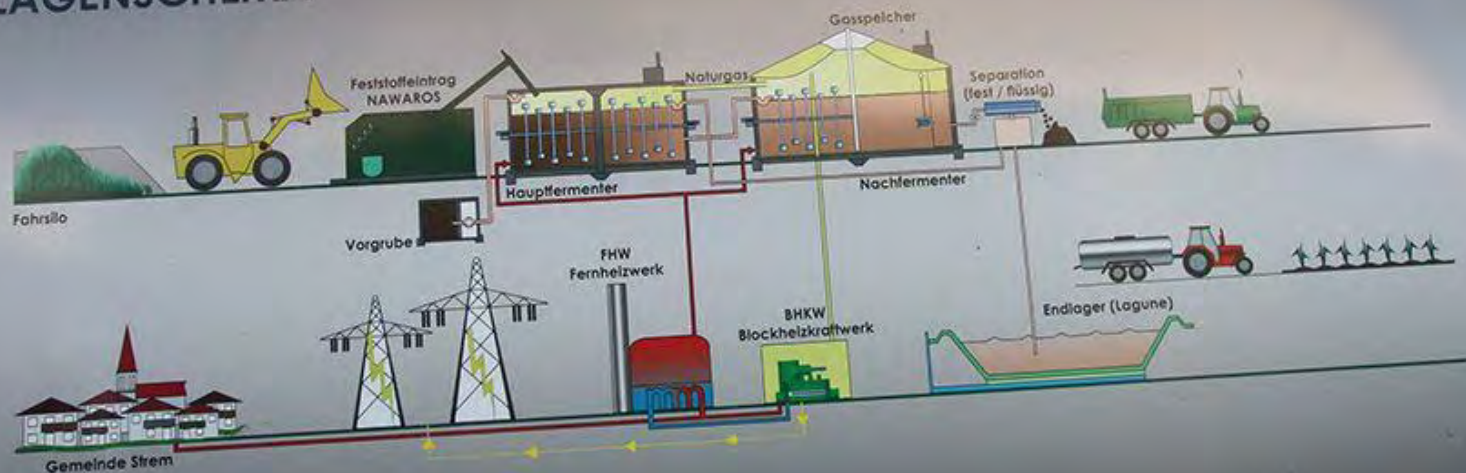 Gasspeicher
Feststoffeintrag
NAWAROS
Naturgas
Separation
(fest / flüssig)
Fahrsilo
Hauptfermenter
Nachfermenter
Vorgrube
FHW
Fernheizwerk
BHKW
Blockheizkraftwerk
Endlager (Lagune)
Gemeinde Strem